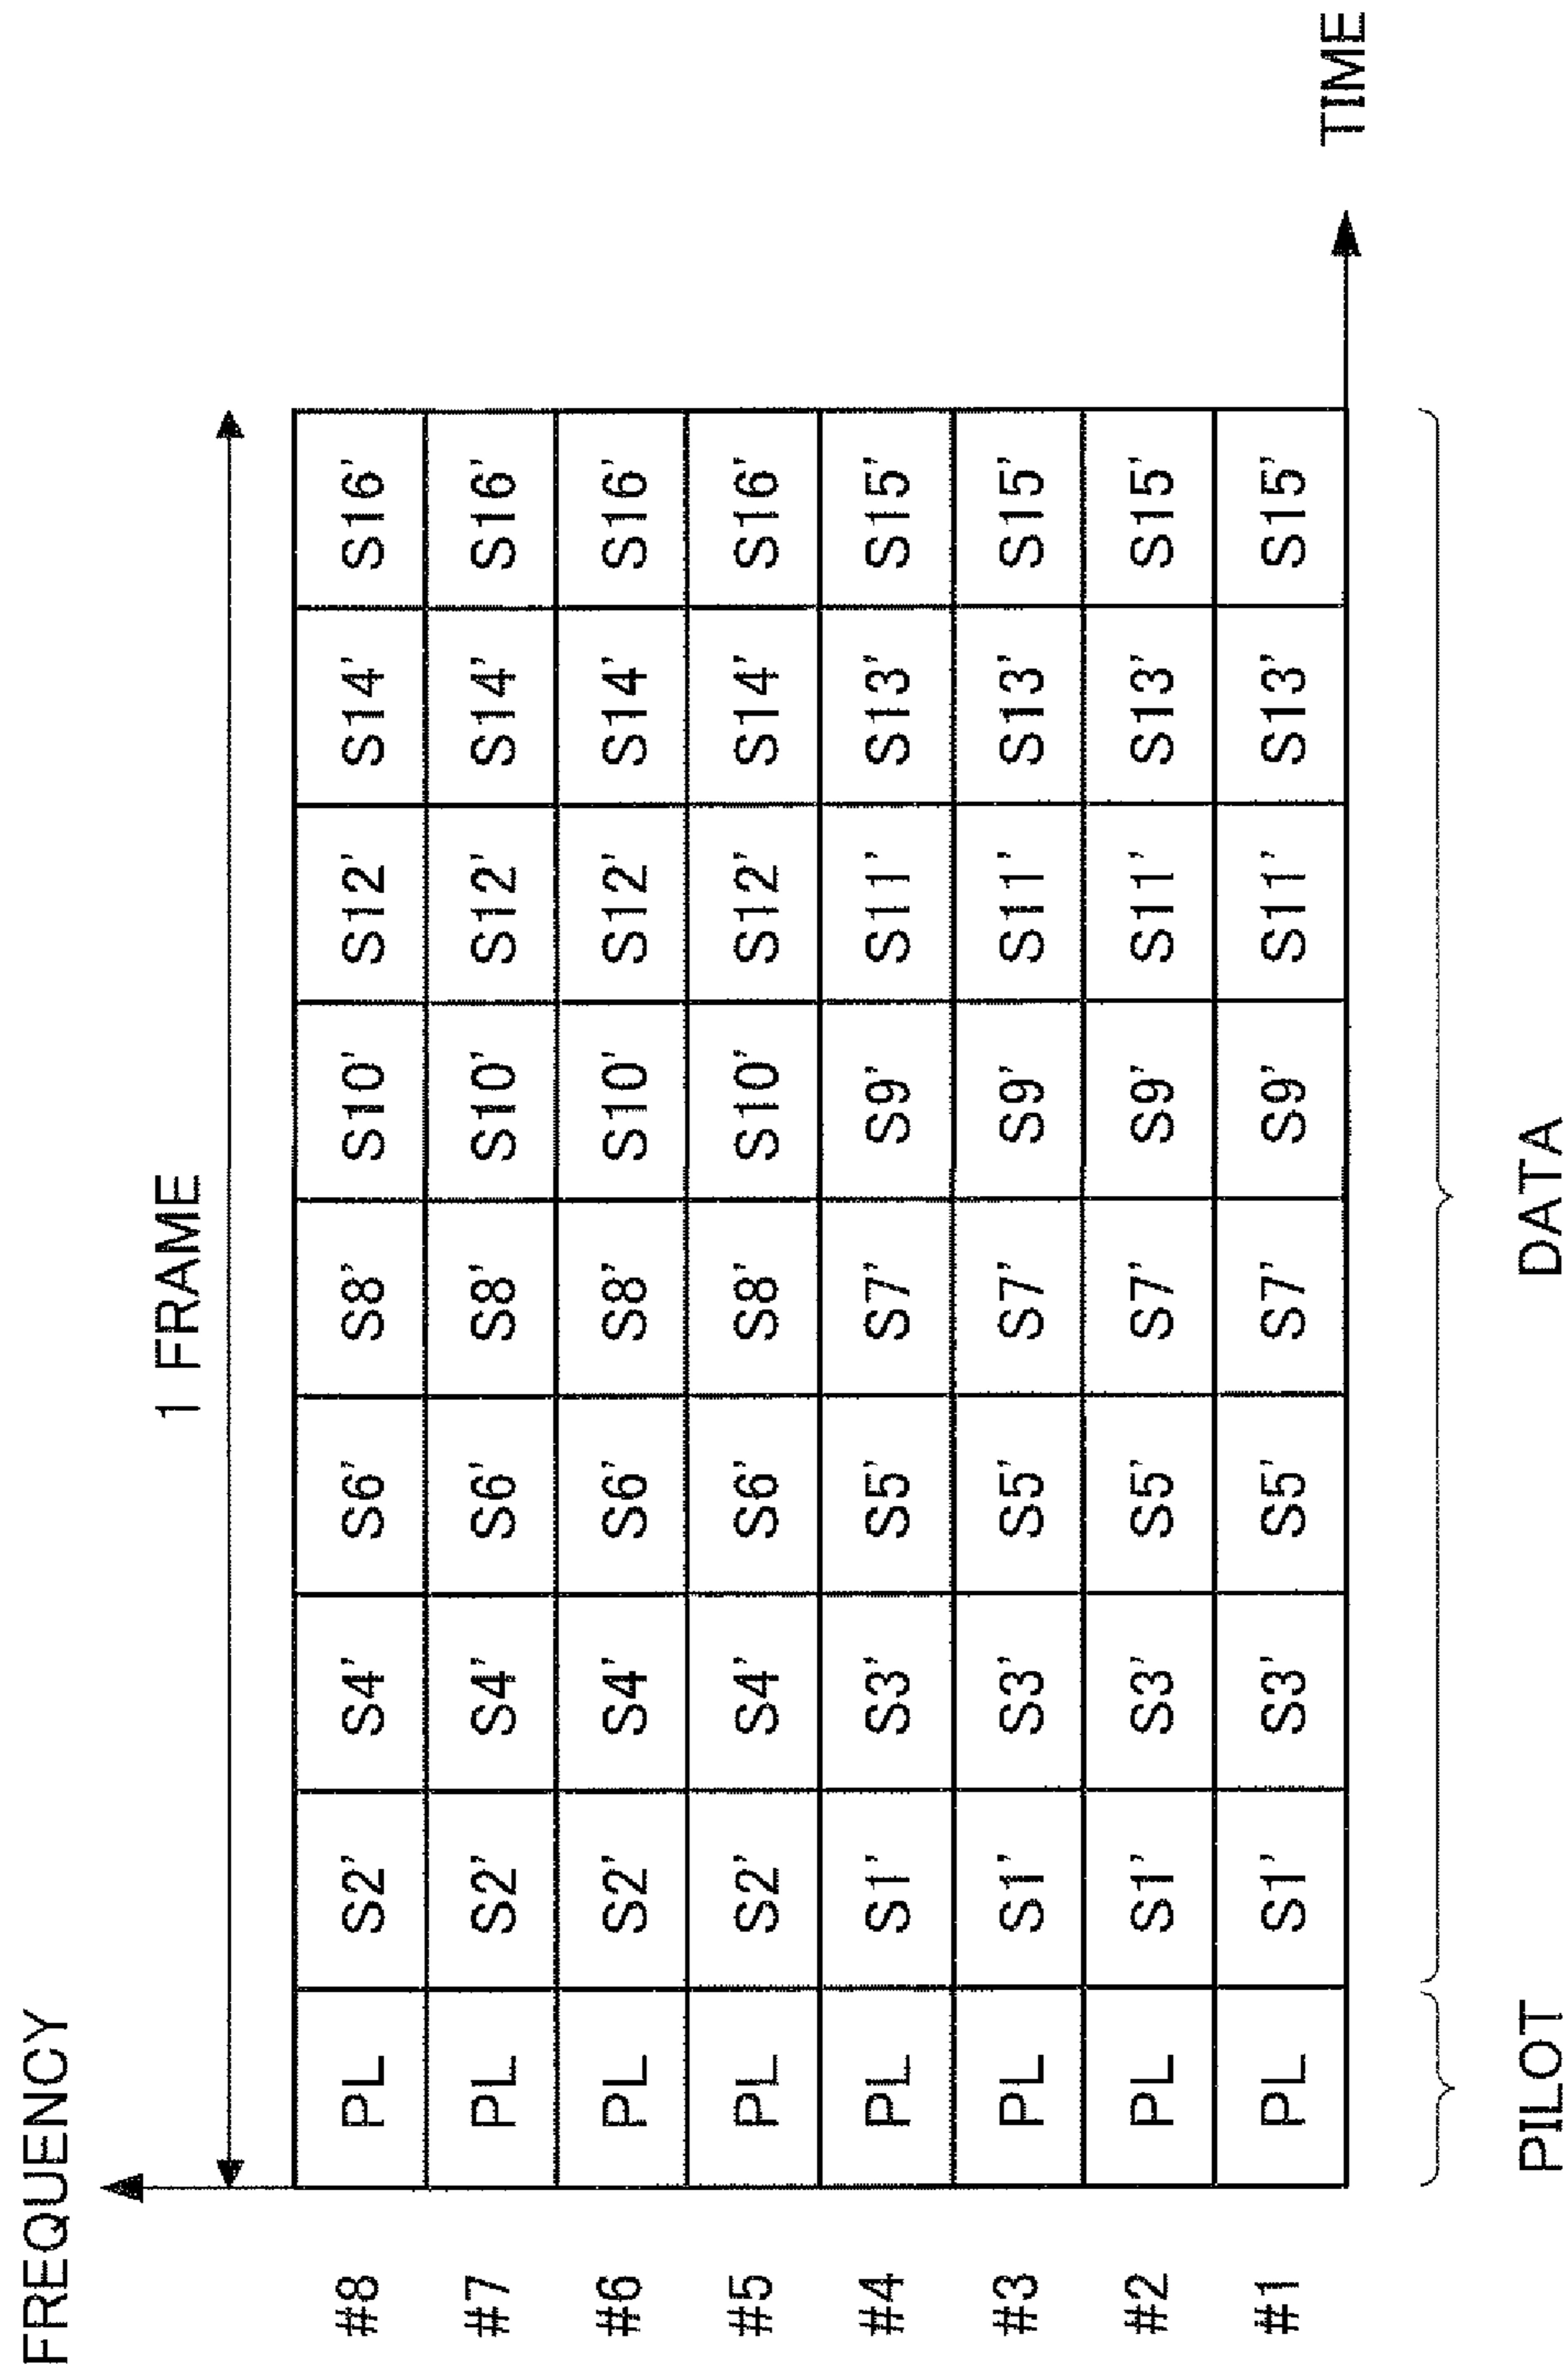 FREQUENCY
TIME
1 FRAME
#8 PL S2' S4' S6' S8' S10' S12' S14' S16'
#7 PL S2' S4' S6' S8' S10' S12' S14' S16'
#6 PL S2' S4' S6' S8' S10' S12' S14' S16'
#5 PL S2' S4' S6' S8' S10' S12' S14' S16'
#4 PL S1' S3' S5' S7' S9' S11' S13' S15'
#3 PL S1' S3' S5' S7' S9' S11' S13' S15'
#2 PL S1' S3' S5' S7' S9' S11' S13' S15'
#1 PL S1' S3' S5' S7' S9' S11' S13' S15'
PILOT DATA